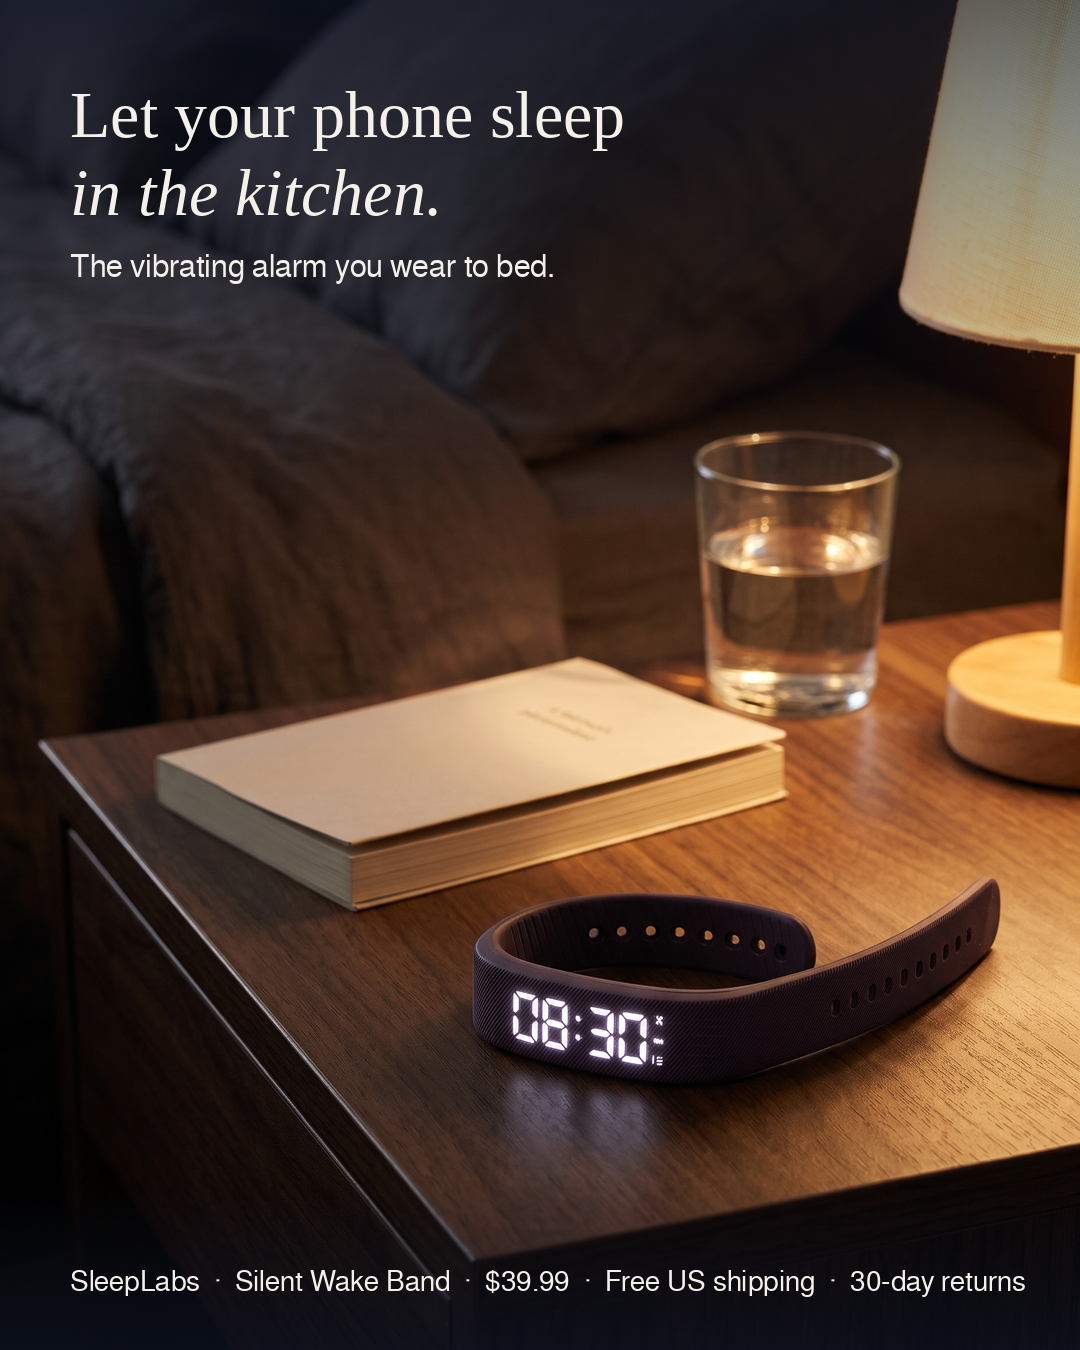 Let your phone sleep
in the kitchen.
The vibrating alarm you wear to bed.
08:30
SleepLabs · Silent Wake Band · $39.99 · Free US shipping · 30-day returns